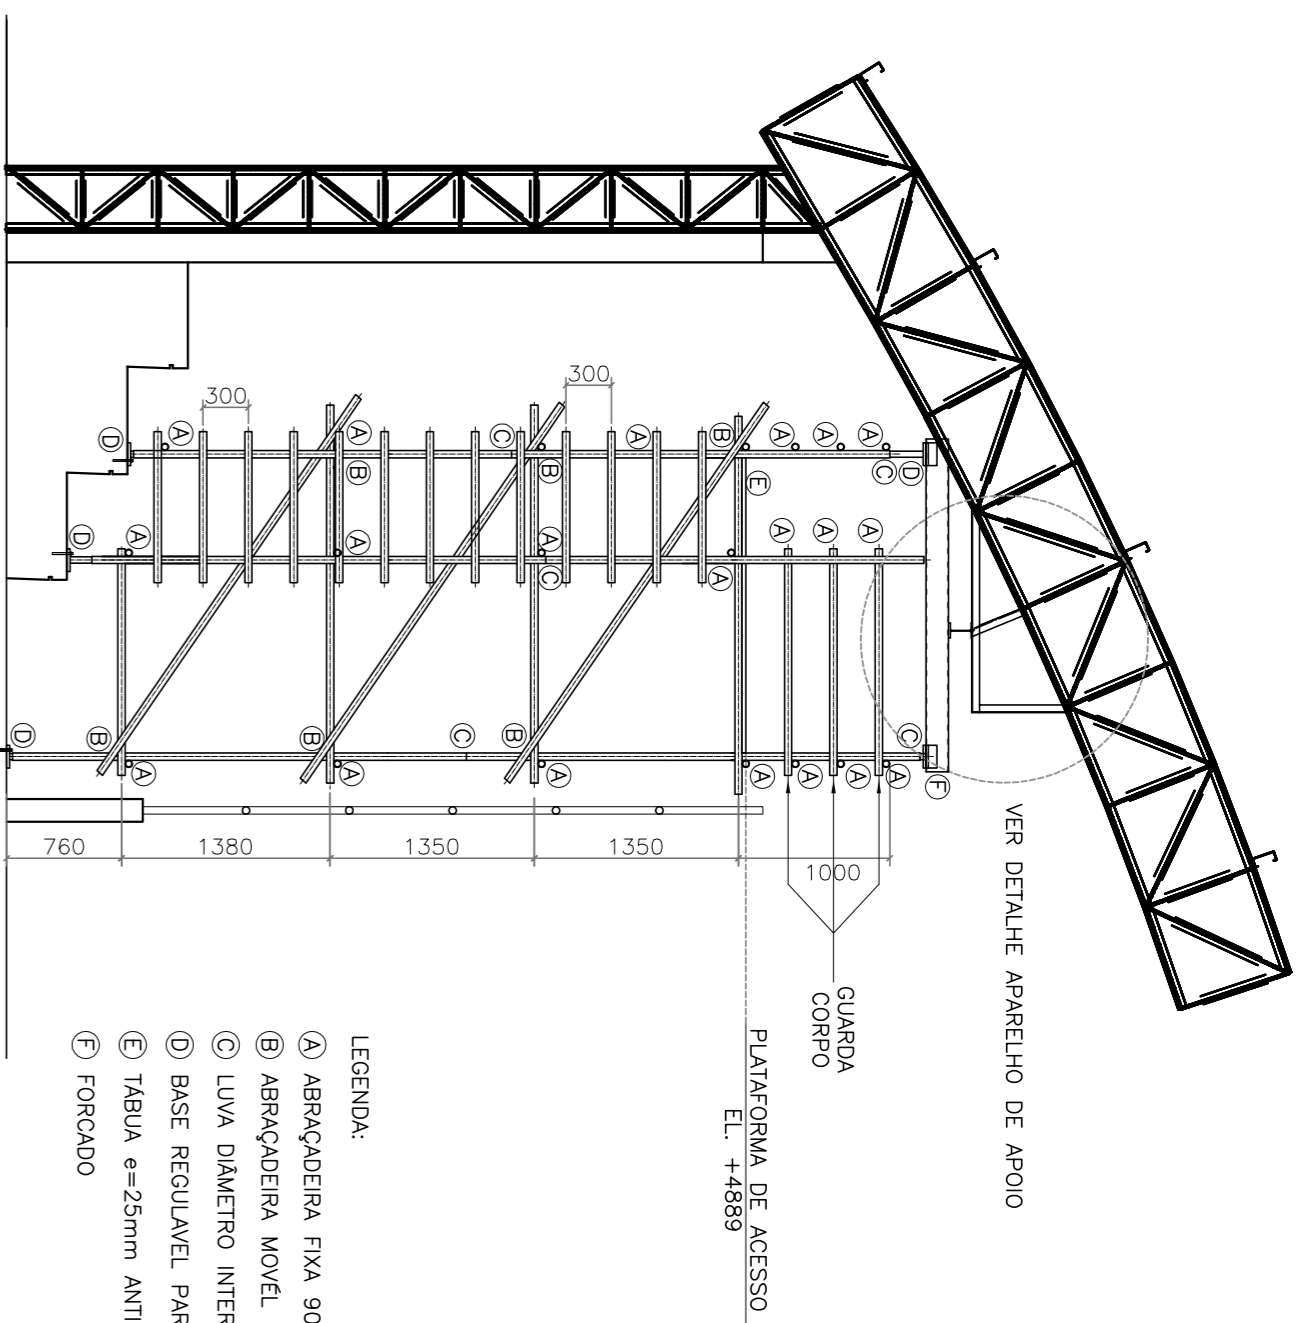 300
300
D
A
A
B
C
B
A
B
A
A
A
C
D
E
D
A
A
A
C
A
A
A
A
D
B
A
B
A
C
B
A
A
A
A
A
C
F
760
1380
1350
1350
1000
VER DETALHE APARELHO DE APOIO
GUARDA
CORPO
PLATAFORMA DE ACESSO
EL. +4889
LEGENDA:
A ABRAÇADEIRA FIXA 90
B ABRAÇADEIRA MOVÉL
C LUVA DIÂMETRO INTER
D BASE REGULAVEL PAR
E TÁBUA e=25mm ANTI
F FORCADO